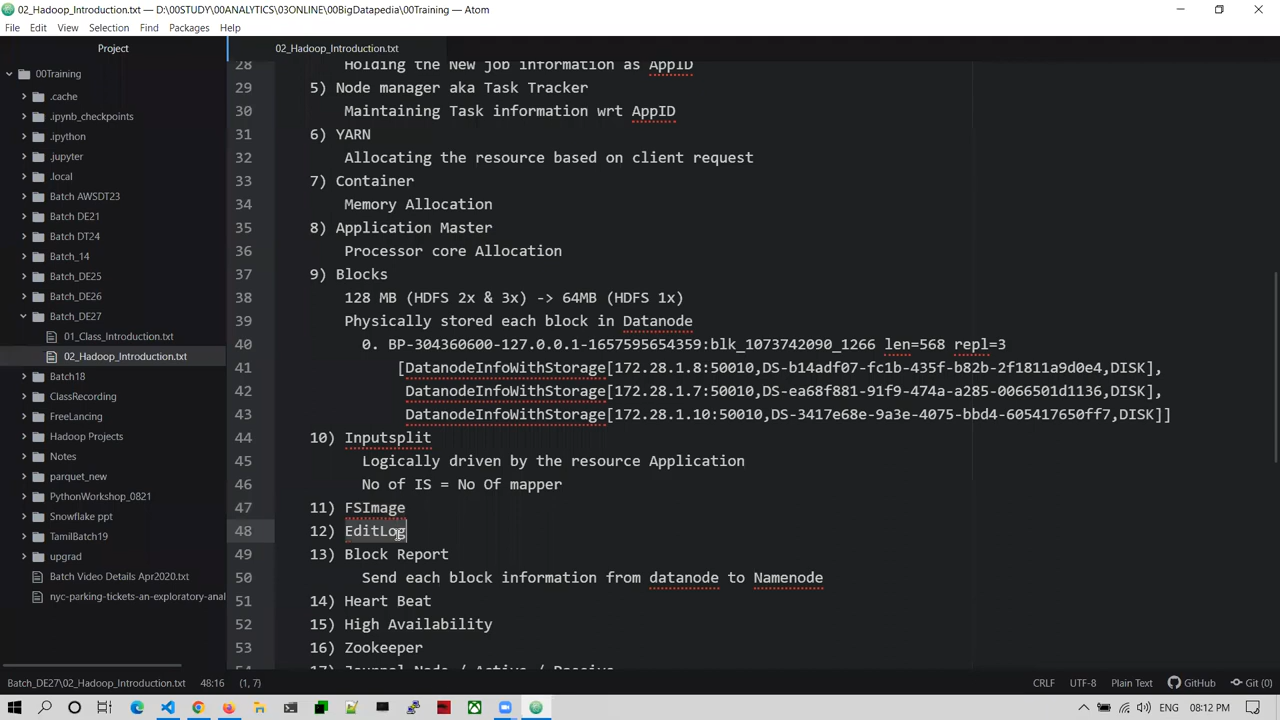 02_Hadoop_Introduction.txt — D:\00STUDY\00ANALYTICS\03ONLINE\00BigDatapedia\00Training — Atom
File Edit View Selection Find Packages Help
Project
00Training
.cache
.ipynb_checkpoints
.ipython
.jupyter
.local
Batch AWSDT23
Batch DE21
Batch DT24
Batch_14
Batch_DE25
Batch_DE26
Batch_DE27
01_Class_Introduction.txt
02_Hadoop_Introduction.txt
Batch18
ClassRecording
FreeLancing
Hadoop Projects
Notes
parquet_new
PythonWorkshop_0821
Snowflake ppt
TamilBatch19
upgrad
Batch Video Details Apr2020.txt
nyc-parking-tickets-an-exploratory-anal
02_Hadoop_Introduction.txt
28 Holding the New job information as AppID
29 5) Node manager aka Task Tracker
30 Maintaining Task information wrt AppID
31 6) YARN
32 Allocating the resource based on client request
33 7) Container
34 Memory Allocation
35 8) Application Master
36 Processor core Allocation
37 9) Blocks
38 128 MB (HDFS 2x & 3x) -> 64MB (HDFS 1x)
39 Physically stored each block in Datanode
40 0. BP-304360600-127.0.0.1-1657595654359:blk_1073742090_1266 len=568 repl=3
41 [DatanodeInfoWithStorage[172.28.1.8:50010,DS-b14adf07-fc1b-435f-b82b-2f1811a9d0e4,DISK],
42 DatanodeInfoWithStorage[172.28.1.7:50010,DS-ea68f881-91f9-474a-a285-0066501d1136,DISK],
43 DatanodeInfoWithStorage[172.28.1.10:50010,DS-3417e68e-9a3e-4075-bbd4-605417650ff7,DISK]]
44 10) Inputsplit
45 Logically driven by the resource Application
46 No of IS = No Of mapper
47 11) FSImage
48 12) EditLog
49 13) Block Report
50 Send each block information from datanode to Namenode
51 14) Heart Beat
52 15) High Availability
53 16) Zookeeper
54 17) Journal Node / Active / Passive
Batch_DE27\02_Hadoop_Introduction.txt 48:16 (1, 7) CRLF UTF-8 Plain Text GitHub Git (0)
ENG 08:12 PM